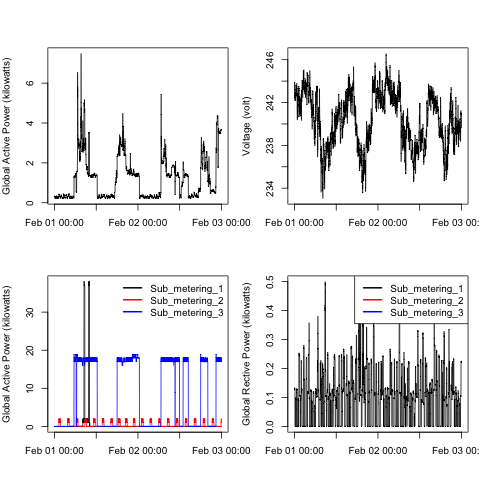 Global Active Power (kilowatts)
0 2 4 6
Feb 01 00:00 Feb 02 00:00 Feb 03 00:00
Voltage (volt)
234 238 242 246
Feb 01 00:00 Feb 02 00:00 Feb 03 00:00
Global Active Power (kilowatts)
0 10 20 30
Sub_metering_1
Sub_metering_2
Sub_metering_3
Feb 01 00:00 Feb 02 00:00 Feb 03 00:00
Global Rective Power (kilowatts)
0.0 0.1 0.2 0.3 0.4 0.5
Sub_metering_1
Sub_metering_2
Sub_metering_3
Feb 01 00:00 Feb 02 00:00 Feb 03 00:00